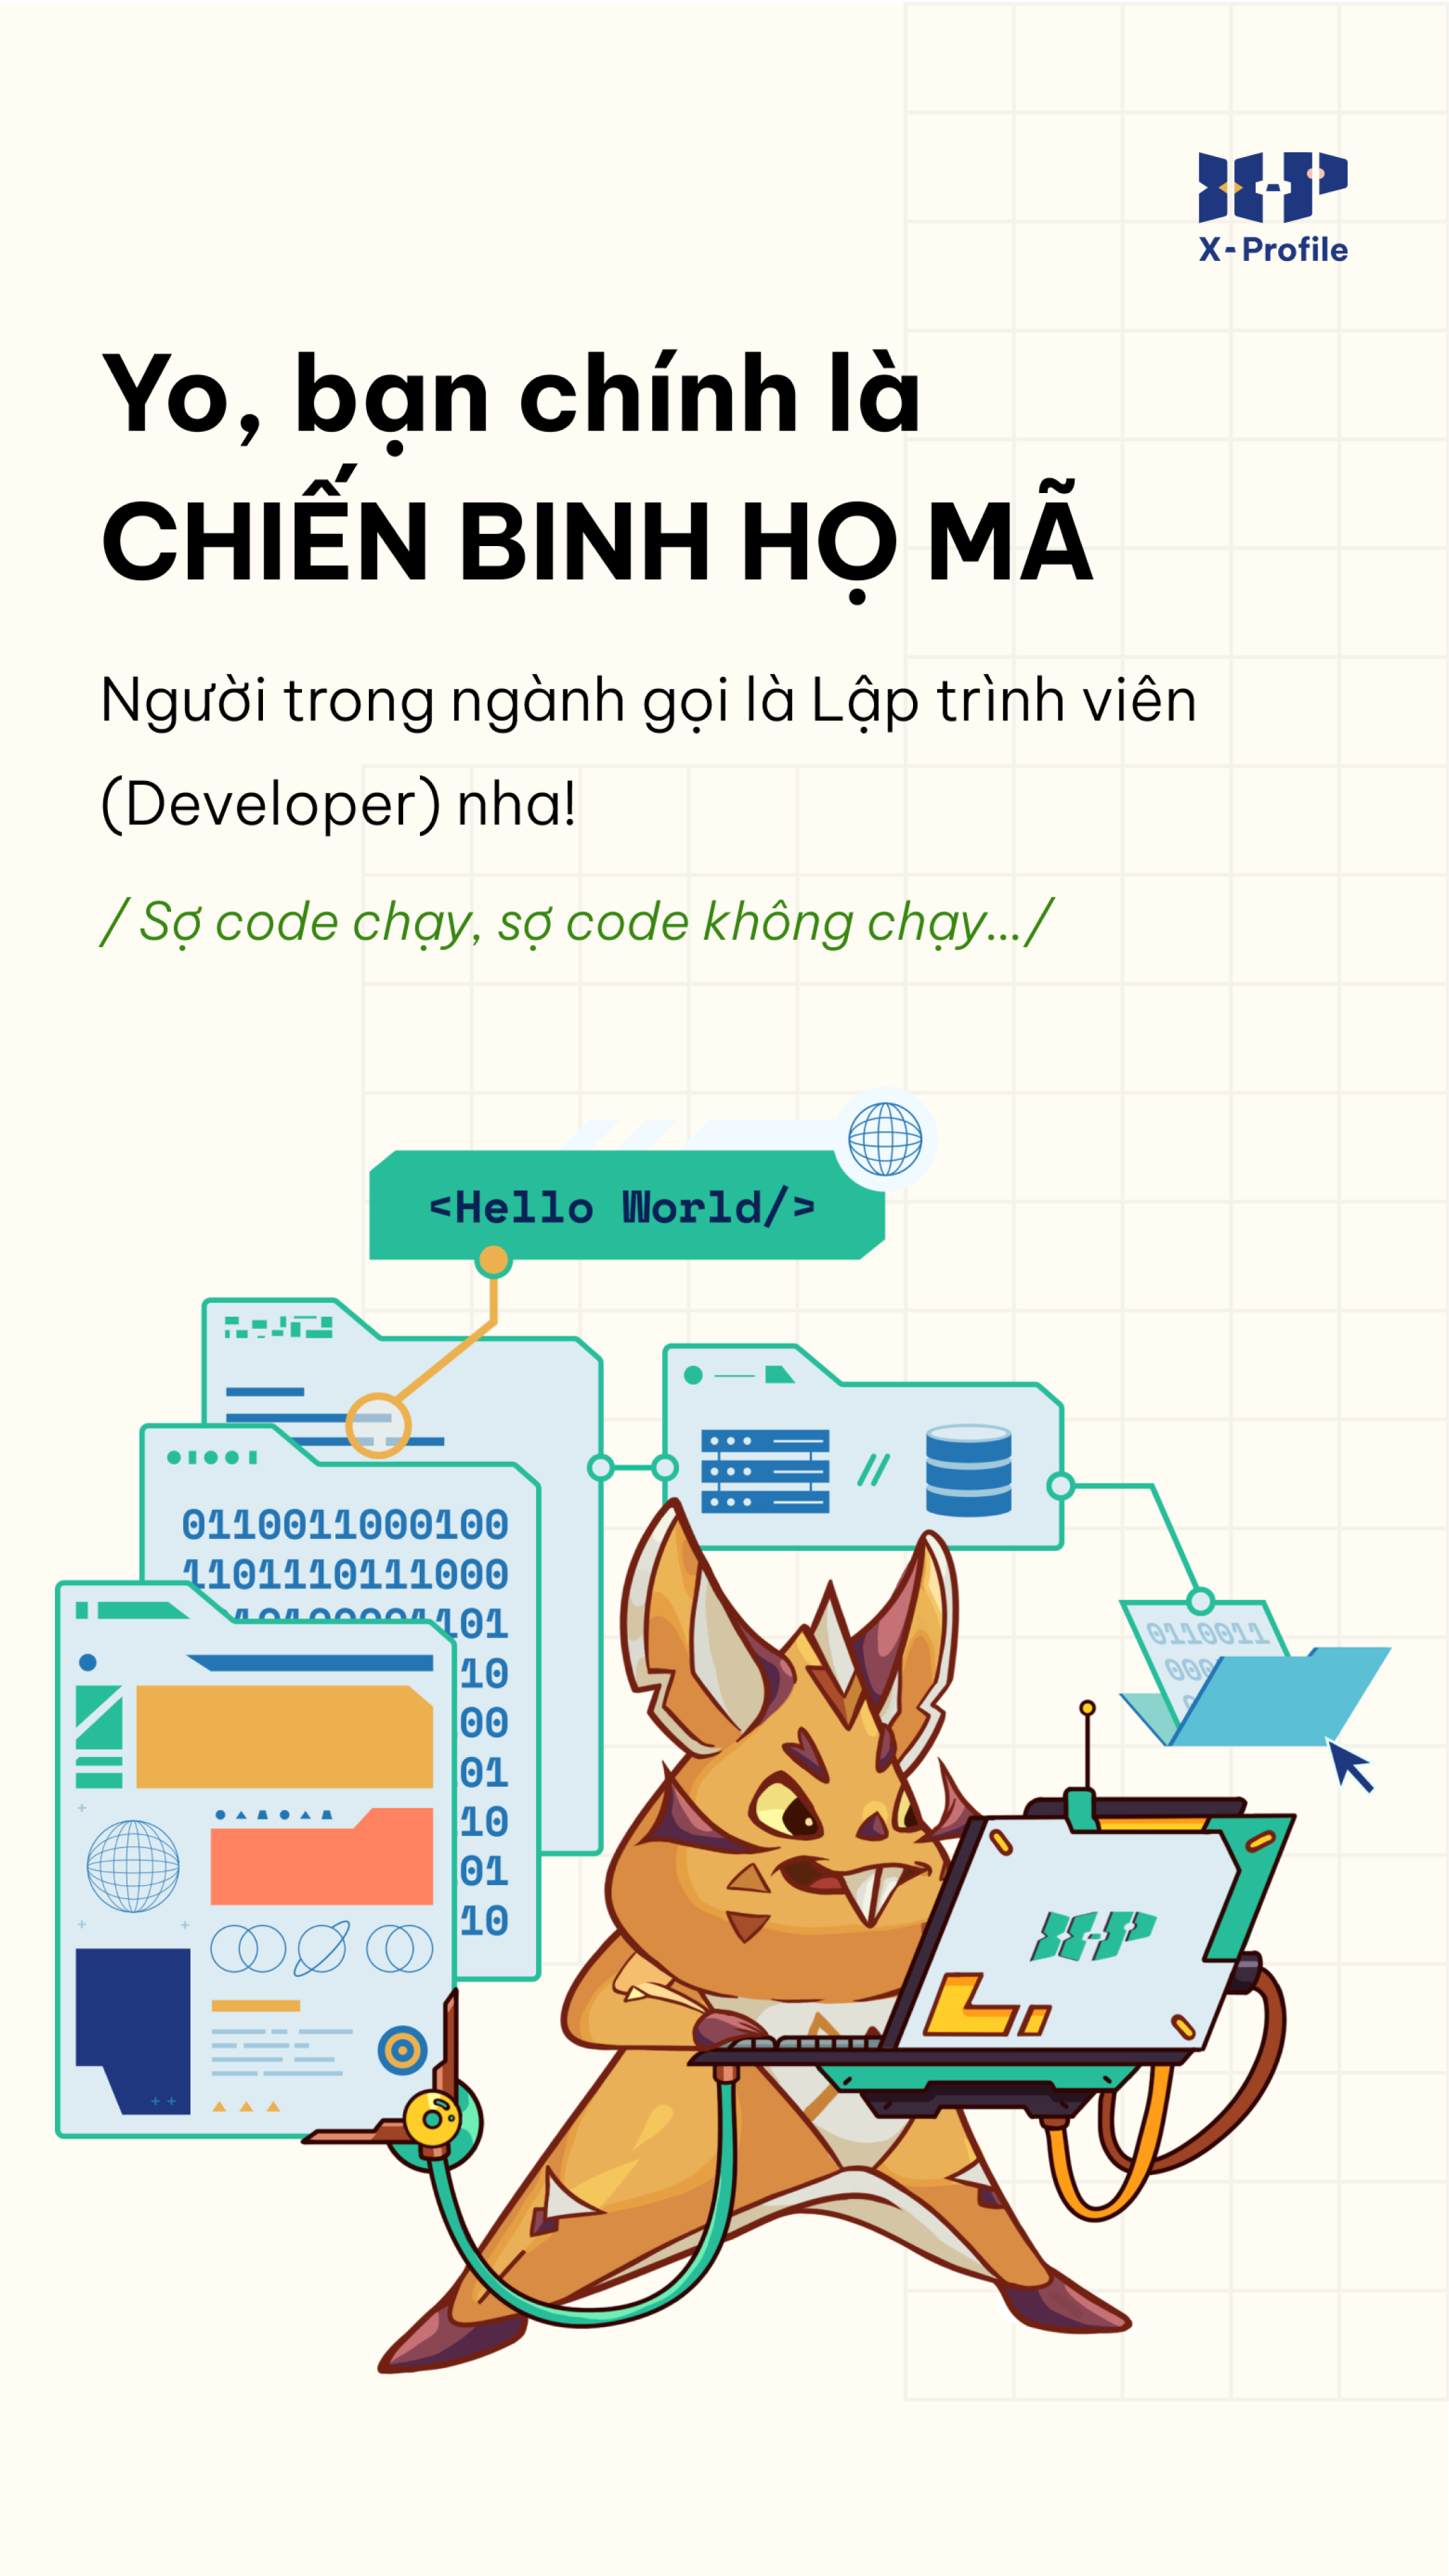 X-P
X-Profile
Yo, bạn chính là
CHIẾN BINH HỌ MÃ
Người trong ngành gọi là Lập trình viên
(Developer) nha!
/ Sợ code chạy, sợ code không chạy.../
<Hello World/>
0110011000100
1101110111000
101
10
00
01
10
01
10
0110011
000
X-P